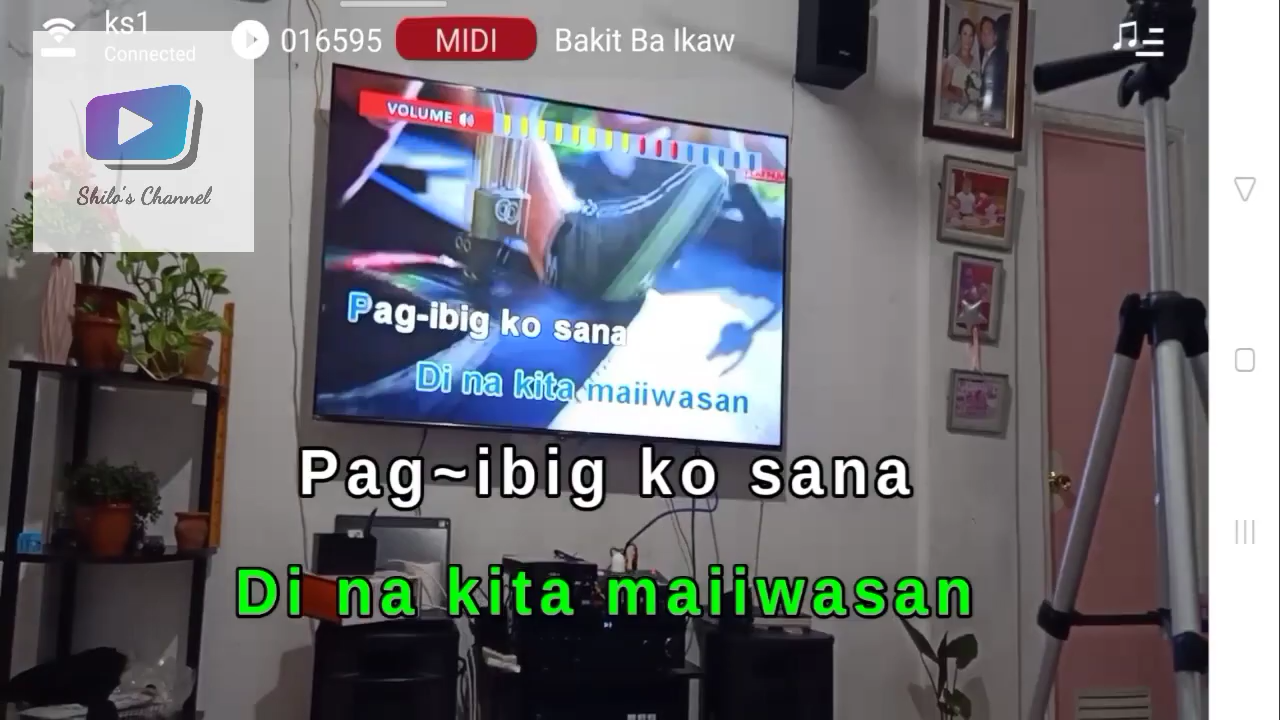 ks1
Connected
016595 MIDI Bakit Ba Ikaw
Shilo's Channel
VOLUME
Pag-ibig ko sana
Di na kita maiiwasan
Pag~ibig ko sana
Di na kita maiiwasan